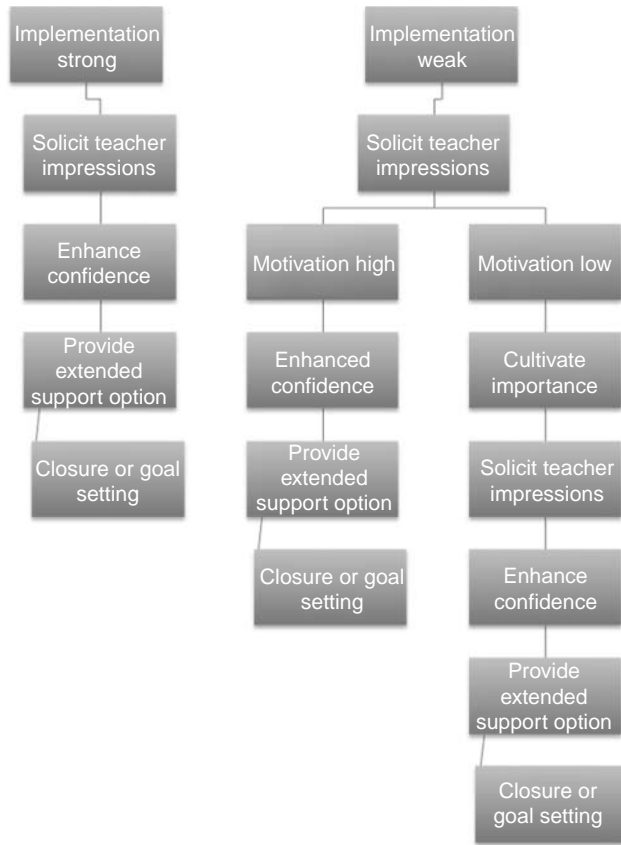 Implementation
strong
Solicit teacher
impressions
Enhance
confidence
Provide
extended
support option
Closure or goal
setting
Implementation
weak
Solicit teacher
impressions
Motivation high
Enhanced
confidence
Provide
extended
support option
Closure or goal
setting
Motivation low
Cultivate
importance
Solicit teacher
impressions
Enhance
confidence
Provide
extended
support option
Closure or
goal setting